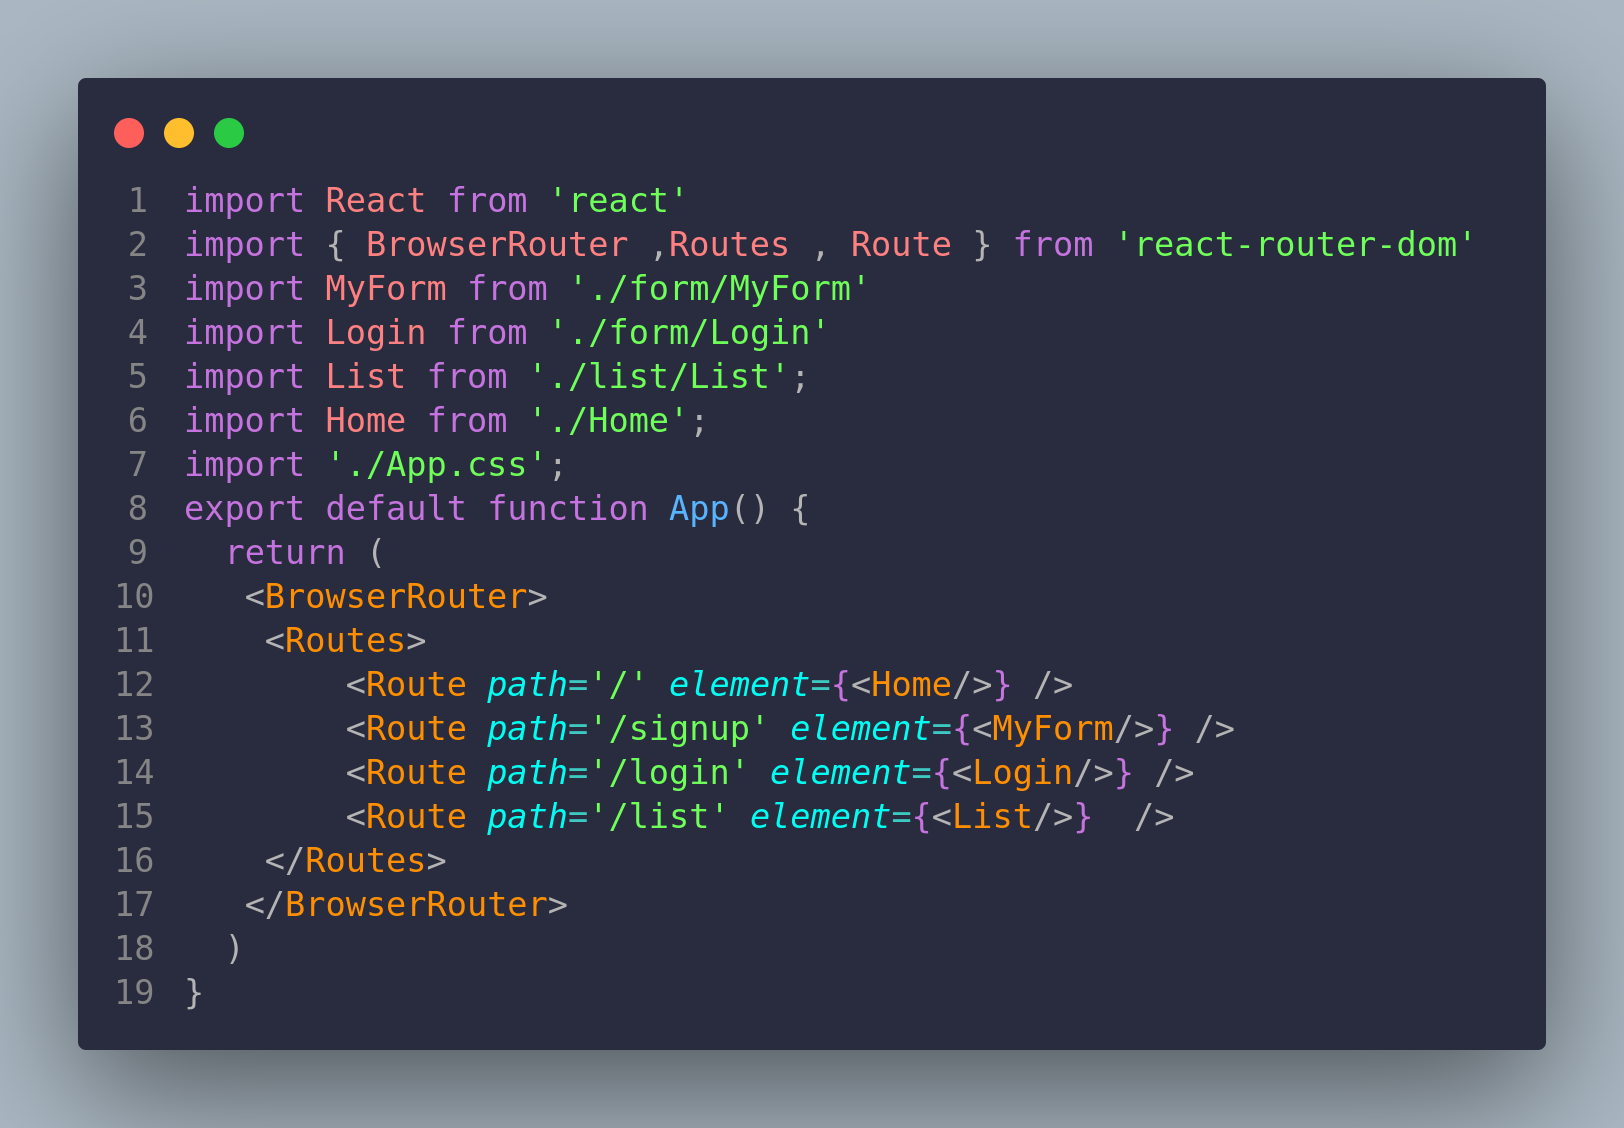 1 import React from 'react'
2 import { BrowserRouter ,Routes , Route } from 'react-router-dom'
3 import MyForm from './form/MyForm'
4 import Login from './form/Login'
5 import List from './list/List';
6 import Home from './Home';
7 import './App.css';
8 export default function App() {
9   return (
10    <BrowserRouter>
11     <Routes>
12         <Route path='/' element={<Home/>} />
13         <Route path='/signup' element={<MyForm/>} />
14         <Route path='/login' element={<Login/>} />
15         <Route path='/list' element={<List/>}  />
16     </Routes>
17    </BrowserRouter>
18   )
19 }